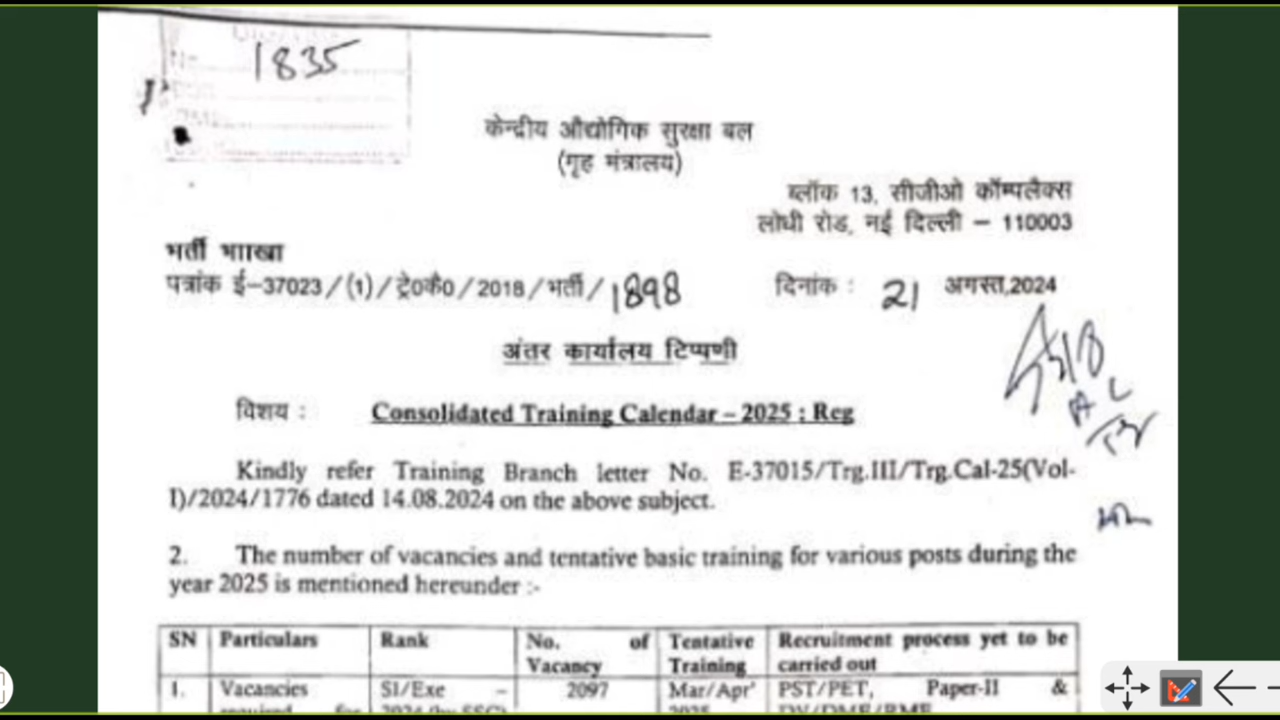 1835
केन्द्रीय औद्योगिक सुरक्षा बल
(गृह मंत्रालय)
ब्लॉक 13, सीजीओ कॉम्पलैक्स
लोधी रोड, नई दिल्ली – 110003
भर्ती भााखा
पत्रांक ई–37023/(1)/ट्रे0कै0/2018/भर्ती/1898 दिनांक : 21 अगस्त,2024
अंतर कार्यालय टिप्पणी
विशय : Consolidated Training Calendar – 2025 : Reg
Kindly refer Training Branch letter No. E-37015/Trg.III/Trg.Cal-25(Vol-
I)/2024/1776 dated 14.08.2024 on the above subject.
2. The number of vacancies and tentative basic training for various posts during the
year 2025 is mentioned hereunder :-
SN Particulars Rank No. of Tentative Recruitment process yet to be
Vacancy Training carried out
1. Vacancies SI/Exe – 2097 Mar/Apr' PST/PET, Paper-II &